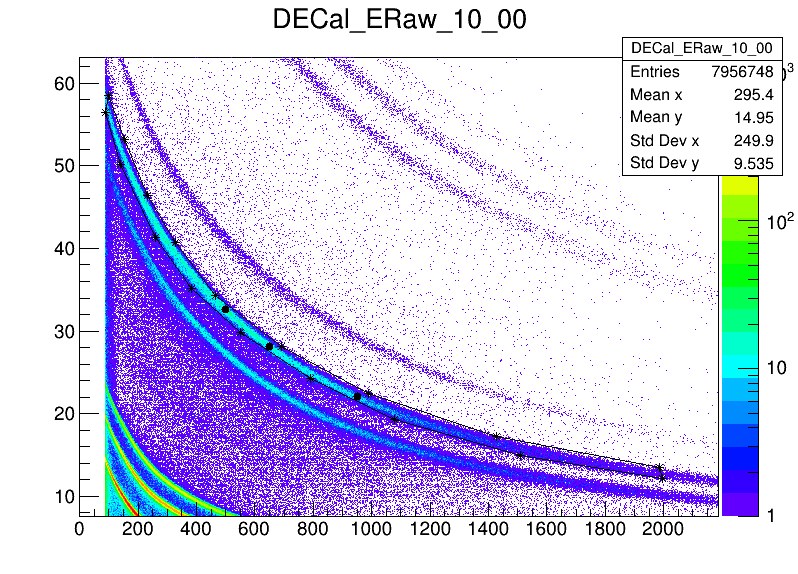 DECal_ERaw_10_00
DECal_ERaw_10_00
Entries 7956748
Mean x 295.4
Mean y 14.95
Std Dev x 249.9
Std Dev y 9.535
60
50
40
30
20
10
0 200 400 600 800 1000 1200 1400 1600 1800 2000
10²
10
1